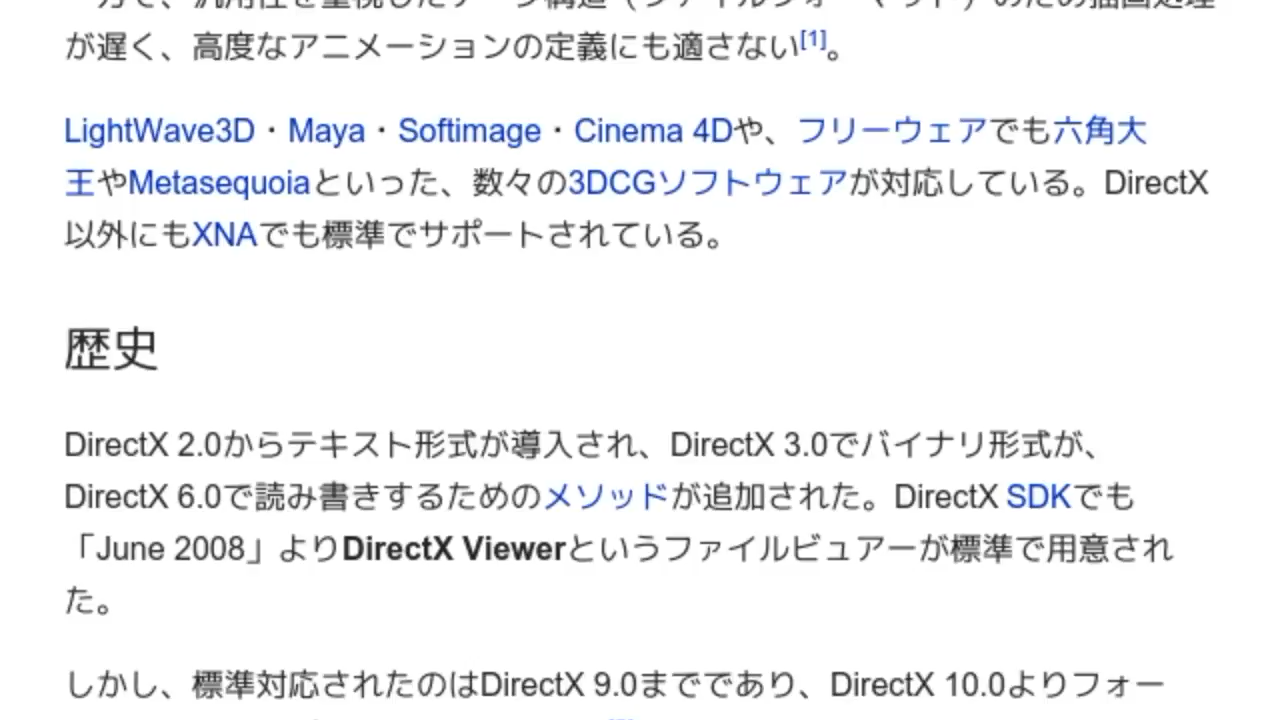 が遅く、高度なアニメーションの定義にも適さない[1]。
LightWave3D・Maya・Softimage・Cinema 4Dや、フリーウェアでも六角大
王やMetasequoiaといった、数々の3DCGソフトウェアが対応している。DirectX
以外にもXNAでも標準でサポートされている。
歴史
DirectX 2.0からテキスト形式が導入され、DirectX 3.0でバイナリ形式が、
DirectX 6.0で読み書きするためのメソッドが追加された。DirectX SDKでも
「June 2008」よりDirectX Viewerというファイルビュアーが標準で用意され
た。
しかし、標準対応されたのはDirectX 9.0までであり、DirectX 10.0よりフォー